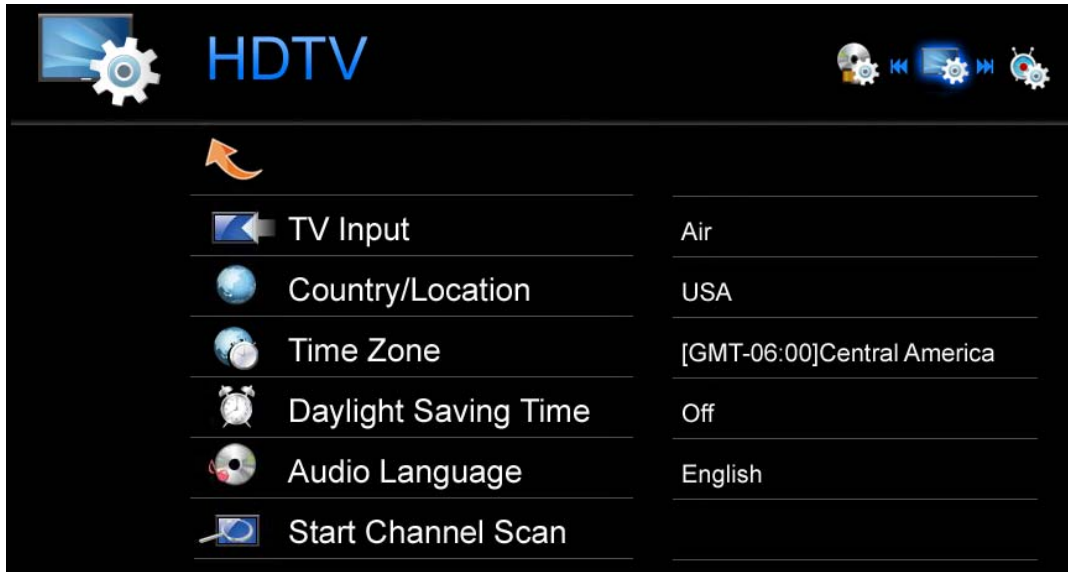 HDTV
TV Input Air
Country/Location USA
Time Zone [GMT-06:00]Central America
Daylight Saving Time Off
Audio Language English
Start Channel Scan